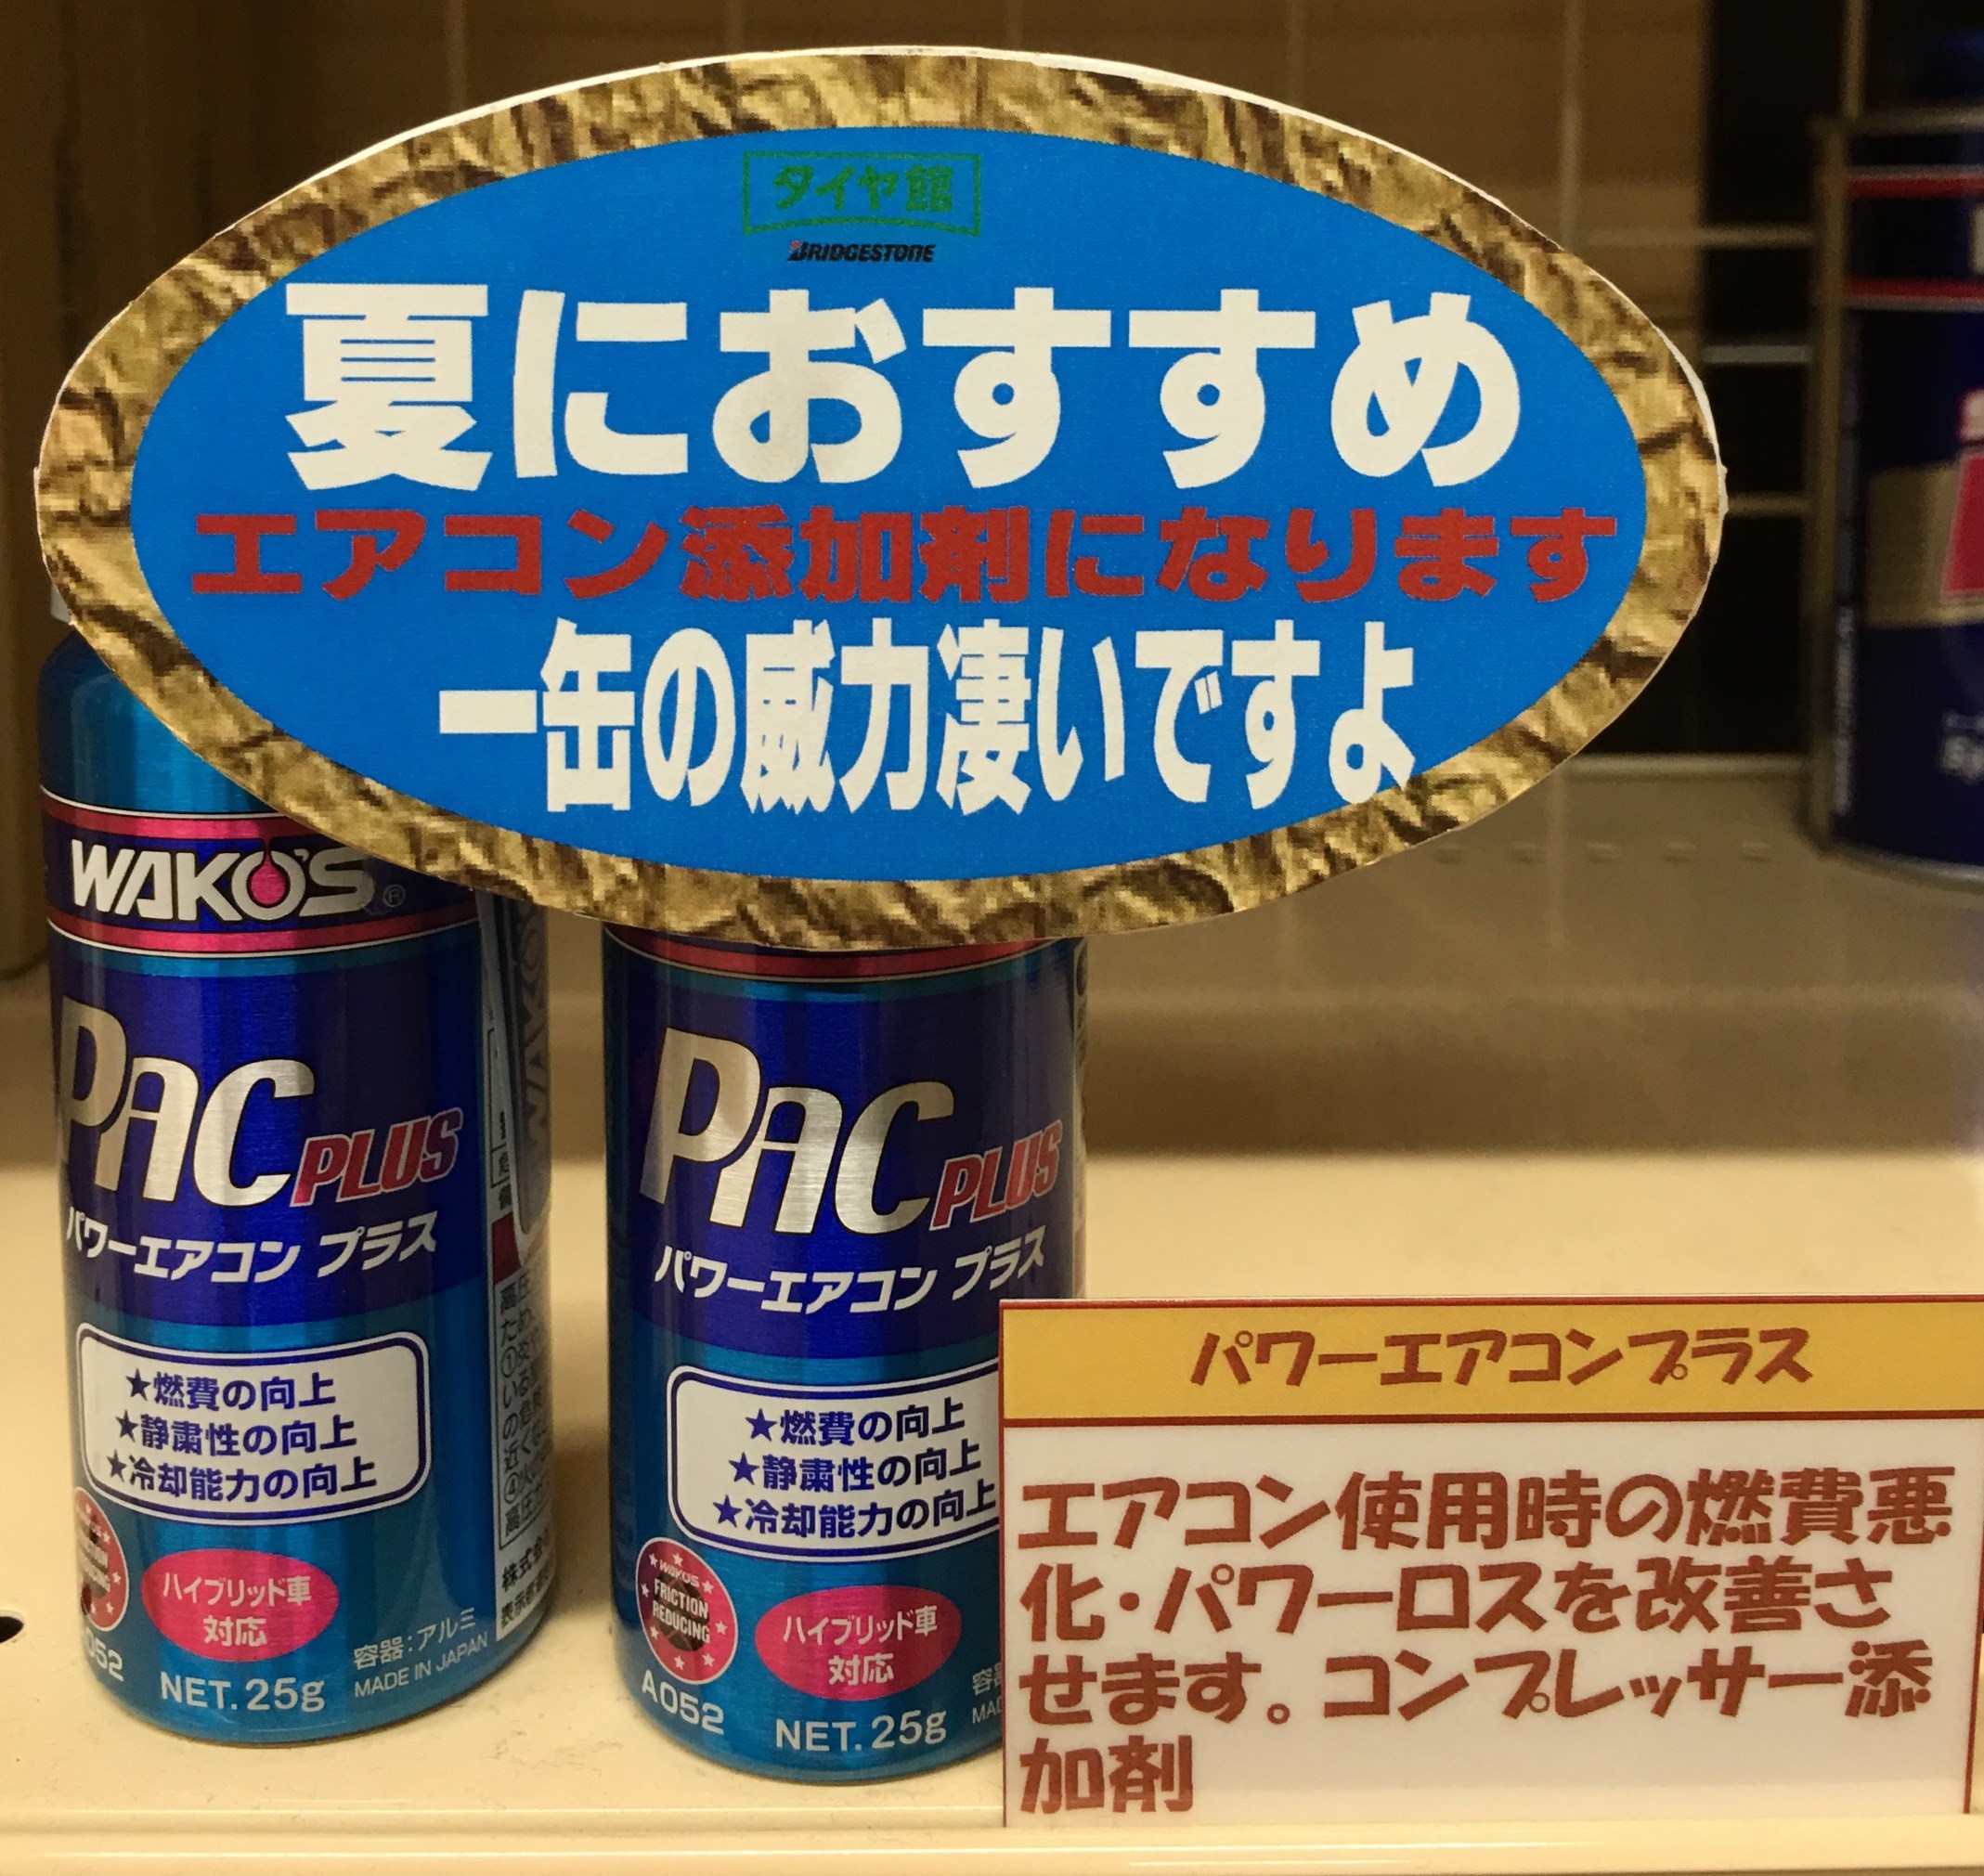 タイヤ館
BRIDGESTONE
夏におすすめ
エアコン添加剤になります
一缶の威力凄いですよ
WAKO'S®
PAC PLUS
パワーエアコン プラス
★燃費の向上
★静粛性の向上
★冷却能力の向上
ハイブリッド車
対応
NET. 25g
容器:アルミ
MADE IN JAPAN
PAC PLUS
パワーエアコン プラス
★燃費の向上
★静粛性の向上
★冷却能力の向上
WAKO'S
FRICTION
REDUCING
A052
ハイブリッド車
対応
NET. 25g
パワーエアコンプラス
エアコン使用時の燃費悪
化・パワーロスを改善さ
せます。コンプレッサー添
加剤